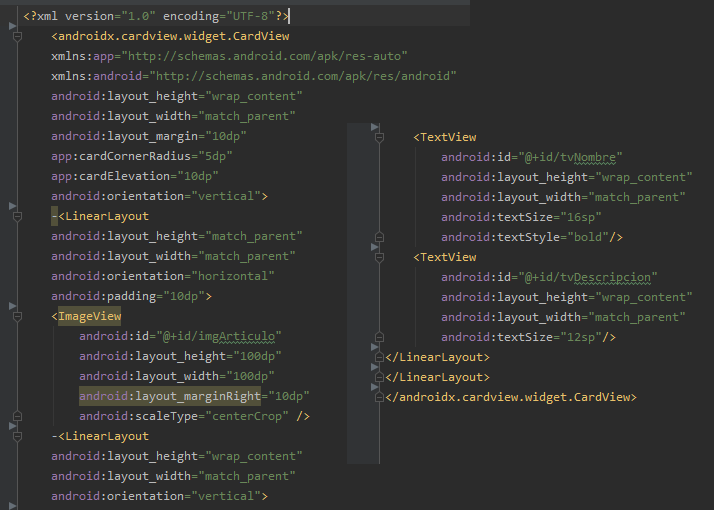 <?xml version="1.0" encoding="UTF-8"?>
<androidx.cardview.widget.CardView
xmlns:app="http://schemas.android.com/apk/res-auto"
xmlns:android="http://schemas.android.com/apk/res/android"
android:layout_height="wrap_content"
android:layout_width="match_parent"
android:layout_margin="10dp"
app:cardCornerRadius="5dp"
app:cardElevation="10dp"
android:orientation="vertical">
-<LinearLayout
android:layout_height="match_parent"
android:layout_width="match_parent"
android:orientation="horizontal"
android:padding="10dp">
<ImageView
android:id="@+id/imgArticulo"
android:layout_height="100dp"
android:layout_width="100dp"
android:layout_marginRight="10dp"
android:scaleType="centerCrop" />
-<LinearLayout
android:layout_height="wrap_content"
android:layout_width="match_parent"
android:orientation="vertical">
<TextView
android:id="@+id/tvNombre"
android:layout_height="wrap_content"
android:layout_width="match_parent"
android:textSize="16sp"
android:textStyle="bold"/>
<TextView
android:id="@+id/tvDescripcion"
android:layout_height="wrap_content"
android:layout_width="match_parent"
android:textSize="12sp"/>
</LinearLayout>
</LinearLayout>
</androidx.cardview.widget.CardView>